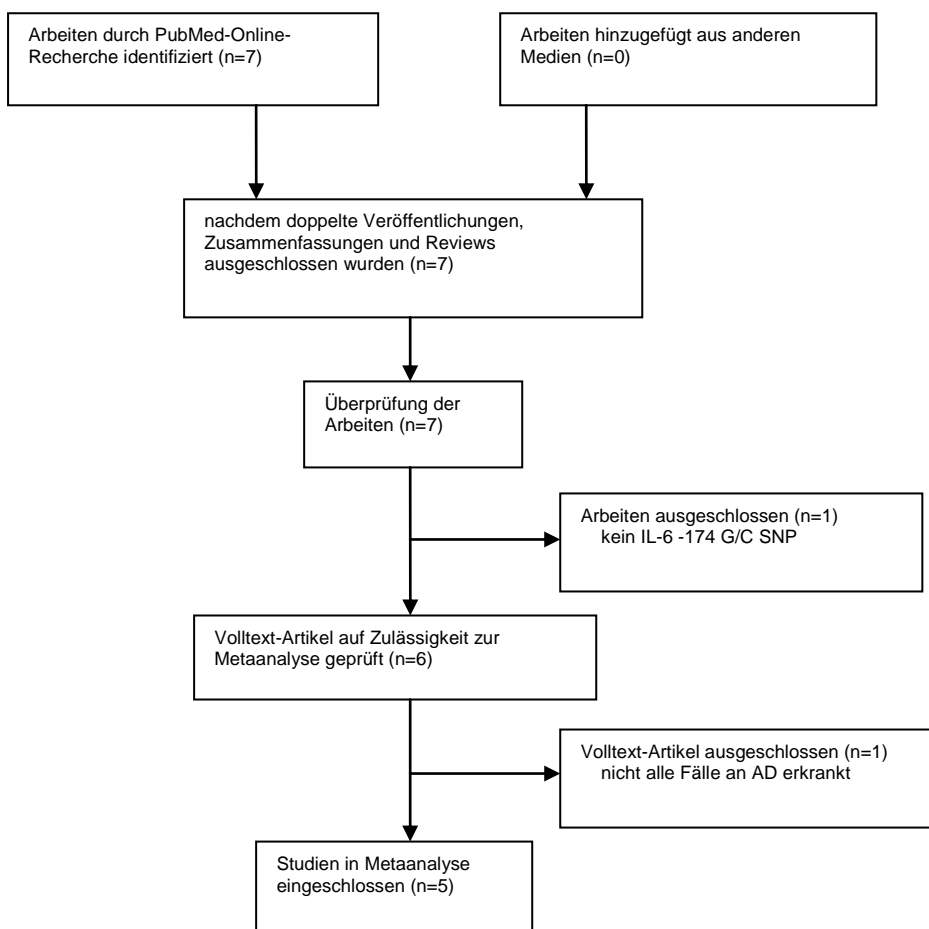 Arbeiten durch PubMed-Online-
Recherche identifiziert (n=7)
Arbeiten hinzugefügt aus anderen
Medien (n=0)
nachdem doppelte Veröffentlichungen,
Zusammenfassungen und Reviews
ausgeschlossen wurden (n=7)
Überprüfung der
Arbeiten (n=7)
Arbeiten ausgeschlossen (n=1)
kein IL-6 -174 G/C SNP
Volltext-Artikel auf Zulässigkeit zur
Metaanalyse geprüft (n=6)
Volltext-Artikel ausgeschlossen (n=1)
nicht alle Fälle an AD erkrankt
Studien in Metaanalyse
eingeschlossen (n=5)